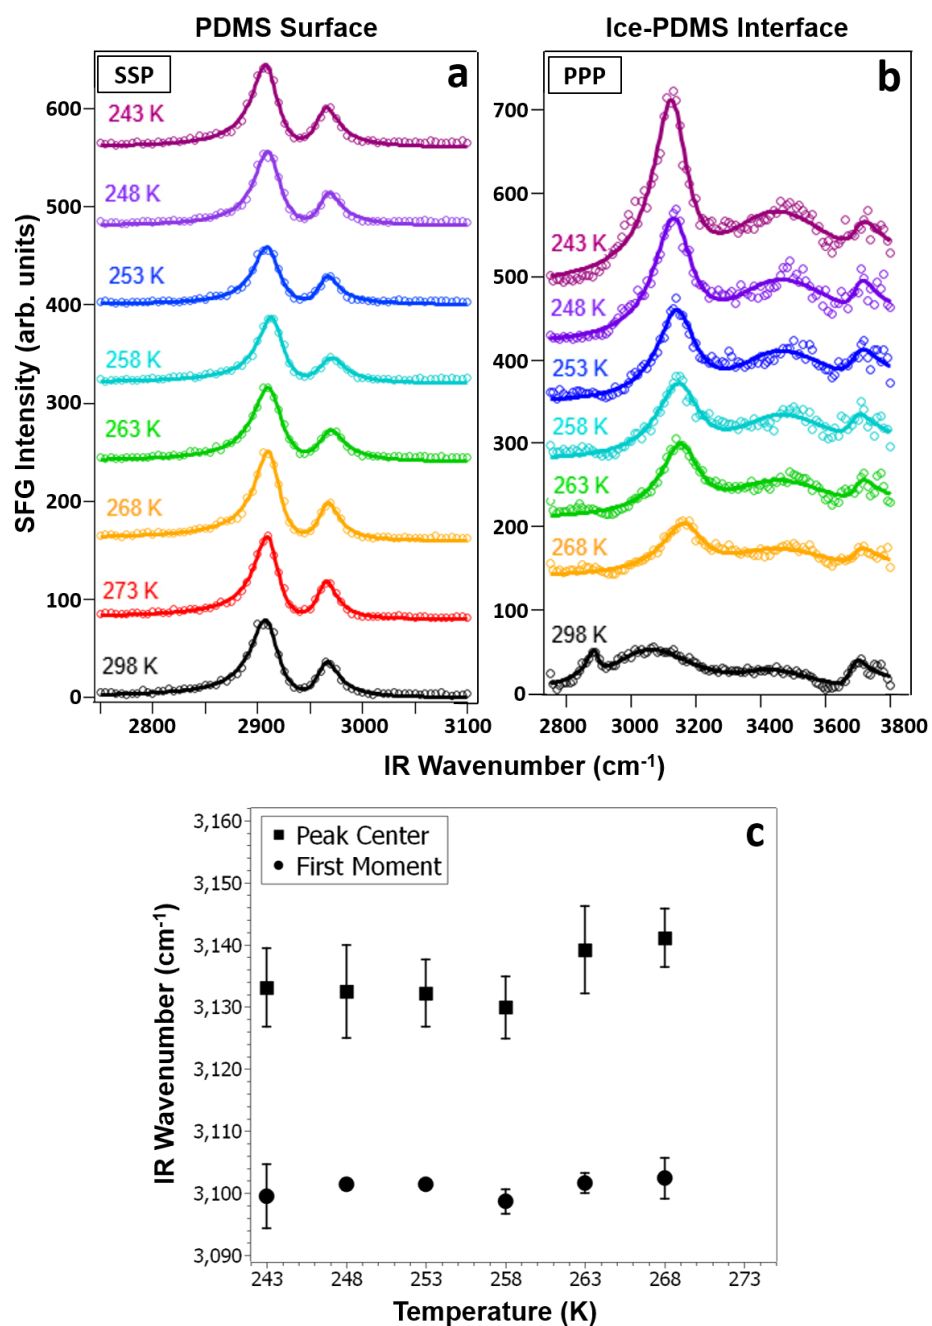 PDMS Surface
Ice-PDMS Interface
SSP
a
PPP
b
600
500
400
300
200
100
0
243 K
248 K
253 K
258 K
263 K
268 K
273 K
298 K
2800
2900
3000
3100
700
600
500
400
300
200
100
0
243 K
248 K
253 K
258 K
263 K
268 K
298 K
2800
3000
3200
3400
3600
3800
SFG Intensity (arb. units)
IR Wavenumber (cm-1)
Peak Center
First Moment
c
3,160
3,150
3,140
3,130
3,120
3,110
3,100
3,090
IR Wavenumber (cm-1)
243
248
253
258
263
268
273
Temperature (K)